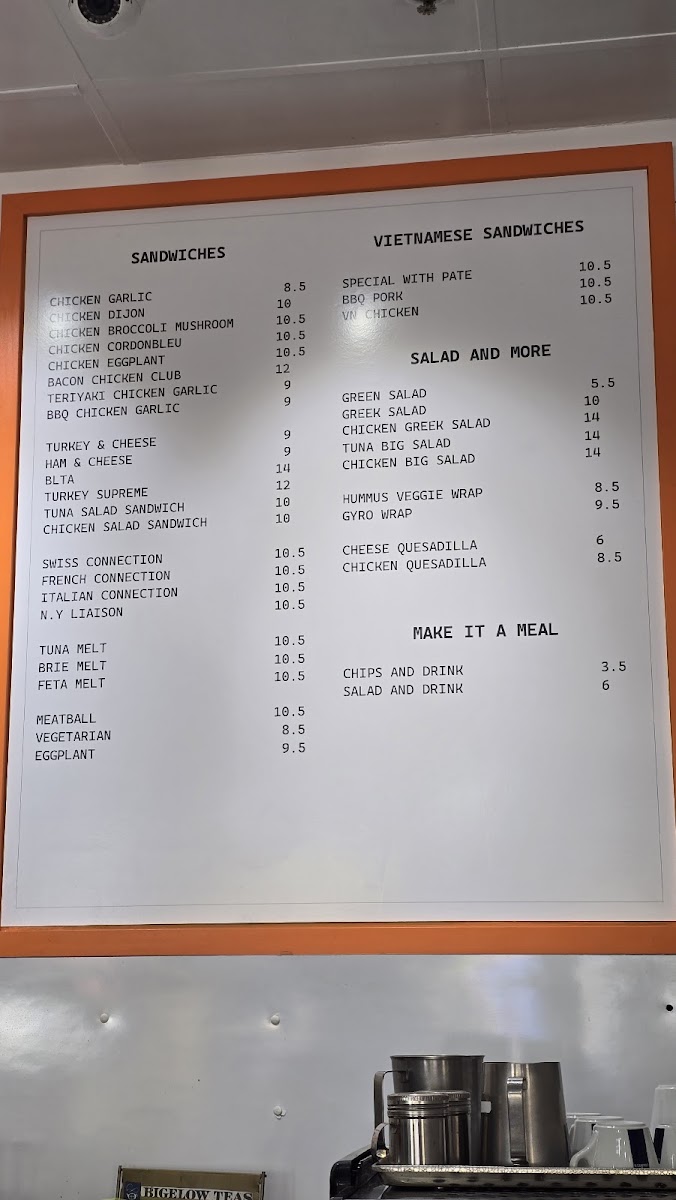 SANDWICHES
CHICKEN GARLIC 8.5
CHICKEN DIJON 10
CHICKEN BROCCOLI MUSHROOM 10.5
CHICKEN CORDONBLEU 10.5
CHICKEN EGGPLANT 10.5
BACON CHICKEN CLUB 12
TERIYAKI CHICKEN GARLIC 9
BBQ CHICKEN GARLIC 9
TURKEY & CHEESE 9
HAM & CHEESE 9
BLTA 14
TURKEY SUPREME 12
TUNA SALAD SANDWICH 10
CHICKEN SALAD SANDWICH 10
SWISS CONNECTION 10.5
FRENCH CONNECTION 10.5
ITALIAN CONNECTION 10.5
N.Y LIAISON 10.5
TUNA MELT 10.5
BRIE MELT 10.5
FETA MELT 10.5
MEATBALL 10.5
VEGETARIAN 8.5
EGGPLANT 9.5
VIETNAMESE SANDWICHES
SPECIAL WITH PATE 10.5
BBQ PORK 10.5
VN CHICKEN 10.5
SALAD AND MORE
GREEN SALAD 5.5
GREEK SALAD 10
CHICKEN GREEK SALAD 14
TUNA BIG SALAD 14
CHICKEN BIG SALAD 14
HUMMUS VEGGIE WRAP 8.5
GYRO WRAP 9.5
CHEESE QUESADILLA 6
CHICKEN QUESADILLA 8.5
MAKE IT A MEAL
CHIPS AND DRINK 3.5
SALAD AND DRINK 6
BIGELOW TEAS